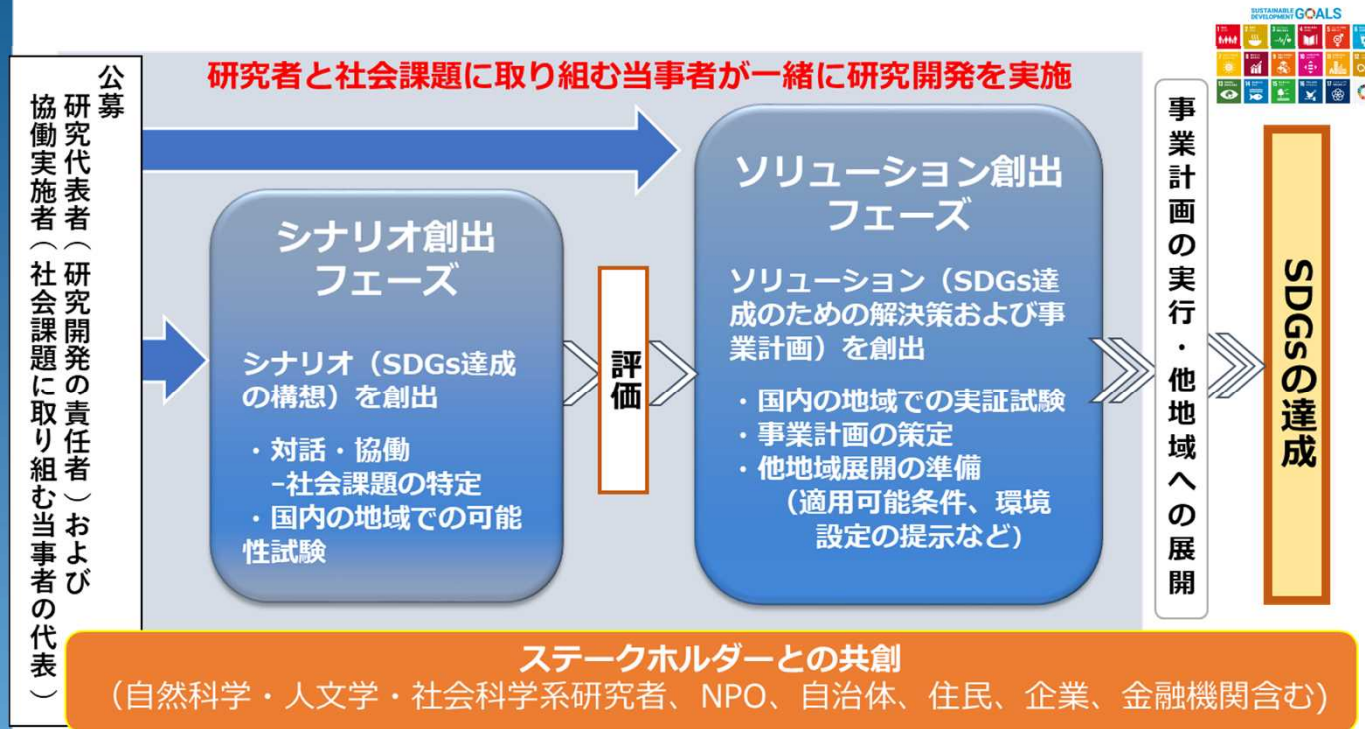 SUSTAINABLE DEVELOPMENT GOALS
公募
研究代表者（研究開発の責任者）および
協働実施者（社会課題に取り組む当事者の代表）
研究者と社会課題に取り組む当事者が一緒に研究開発を実施
シナリオ創出
フェーズ
シナリオ（SDGs達成
の構想）を創出
・対話・協働
–社会課題の特定
・国内の地域での可能
性試験
評価
ソリューション創出
フェーズ
ソリューション（SDGs達
成のための解決策および事
業計画）を創出
・国内の地域での実証試験
・事業計画の策定
・他地域展開の準備
（適用可能条件、環境
設定の提示など）
事業計画の実行・他地域への展開
SDGsの達成
ステークホルダーとの共創
（自然科学・人文学・社会科学系研究者、NPO、自治体、住民、企業、金融機関含む)